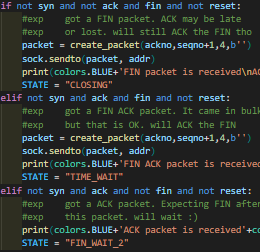 if not syn and not ack and fin and not reset:
#exp got a FIN packet. ACK may be late
#exp or lost. will still ACK the FIN tho
packet = create_packet(ackno,seqno+1,4,b'')
sock.sendto(packet, addr)
print(colors.BLUE+'FIN packet is received\nAC
STATE = "CLOSING"
elif not syn and ack and fin and not reset:
#exp got a FIN ACK packet. It came in bulk
#exp but that is OK. will ACK the FIN
packet = create_packet(ackno,seqno+1,4,b'')
sock.sendto(packet, addr)
print(colors.BLUE+'FIN ACK packet is received
STATE = "TIME_WAIT"
elif not syn and ack and not fin and not reset:
#exp got a ACK packet. Expecting FIN after
#exp this packet. will wait :)
print(colors.BLUE+'ACK packet is received'+co
STATE = "FIN_WAIT_2"